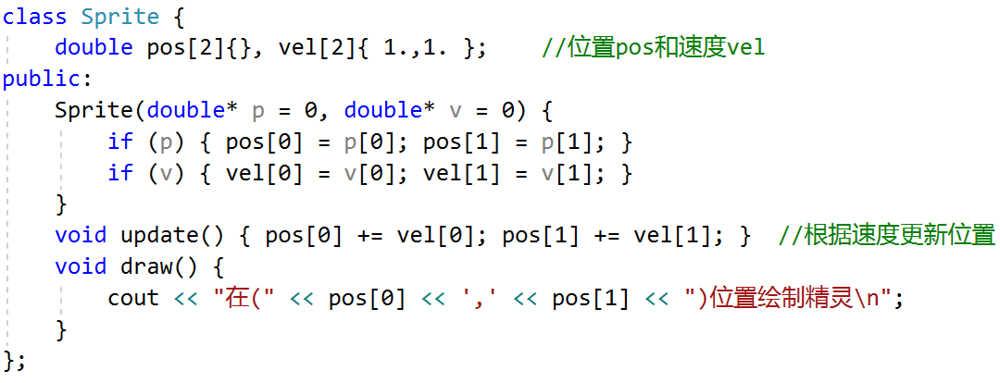 class Sprite {
    double pos[2]{}, vel[2]{ 1.,1. };    //位置pos和速度vel
public:
    Sprite(double* p = 0, double* v = 0) {
        if (p) { pos[0] = p[0]; pos[1] = p[1]; }
        if (v) { vel[0] = v[0]; vel[1] = v[1]; }
    }
    void update() { pos[0] += vel[0]; pos[1] += vel[1]; }  //根据速度更新位置
    void draw() {
        cout << "在(" << pos[0] << ',' << pos[1] << ")位置绘制精灵\n";
    }
};